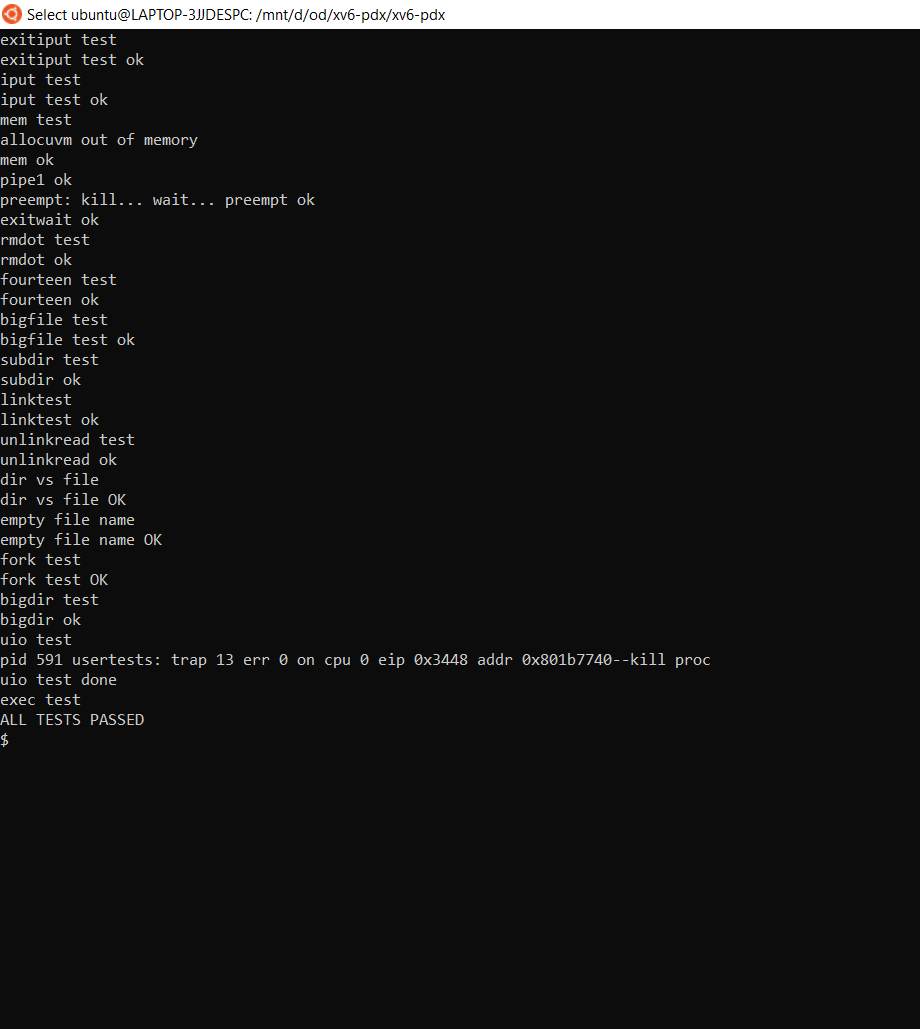 Select ubuntu@LAPTOP-3JJDESPC: /mnt/d/od/xv6-pdx/xv6-pdx
exitiput test
exitiput test ok
iput test
iput test ok
mem test
allocuvm out of memory
mem ok
pipe1 ok
preempt: kill... wait... preempt ok
exitwait ok
rmdot test
rmdot ok
fourteen test
fourteen ok
bigfile test
bigfile test ok
subdir test
subdir ok
linktest
linktest ok
unlinkread test
unlinkread ok
dir vs file
dir vs file OK
empty file name
empty file name OK
fork test
fork test OK
bigdir test
bigdir ok
uio test
pid 591 usertests: trap 13 err 0 on cpu 0 eip 0x3448 addr 0x801b7740--kill proc
uio test done
exec test
ALL TESTS PASSED
$